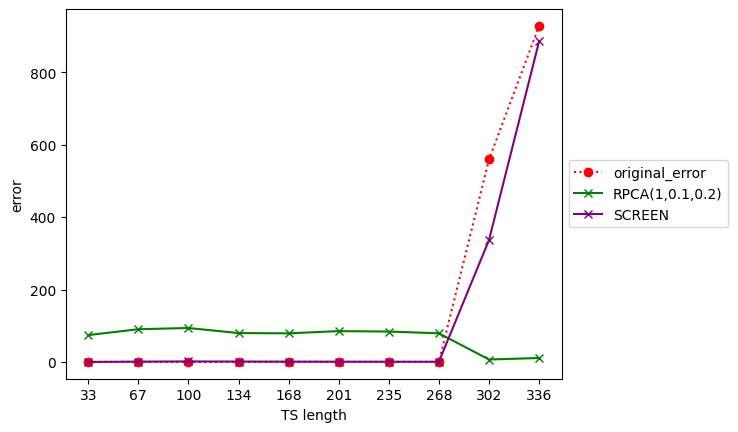 800
600
400
200
0
error
33 67 100 134 168 201 235 268 302 336
TS length
original_error
RPCA(1,0.1,0.2)
SCREEN